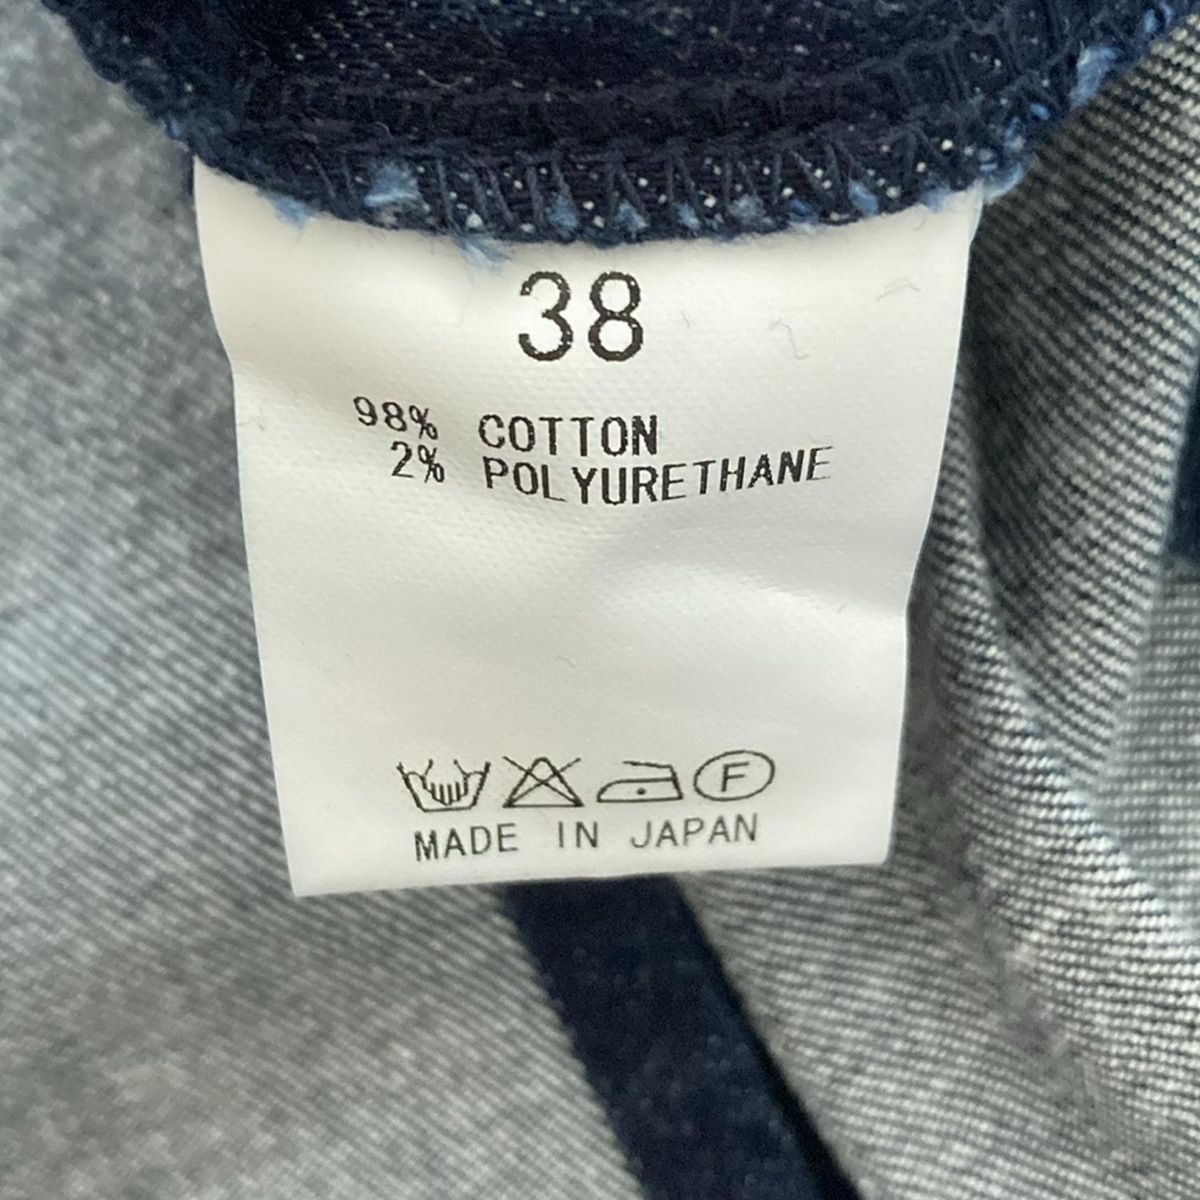 38
98% COTTON
2% POLYURETHANE
F
MADE IN JAPAN